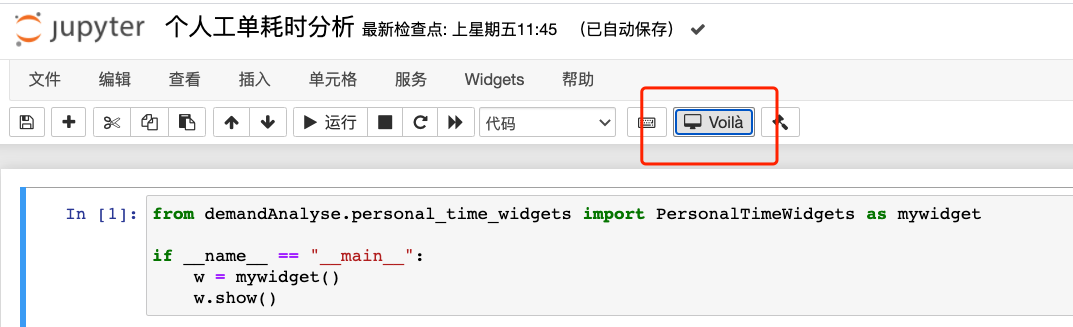 jupyter 个人工单耗时分析 最新检查点: 上星期五11:45 （已自动保存）
文件 编辑 查看 插入 单元格 服务 Widgets 帮助
运行 代码 Voilà
In [1]: from demandAnalyse.personal_time_widgets import PersonalTimeWidgets as mywidget
if __name__ == "__main__":
    w = mywidget()
    w.show()